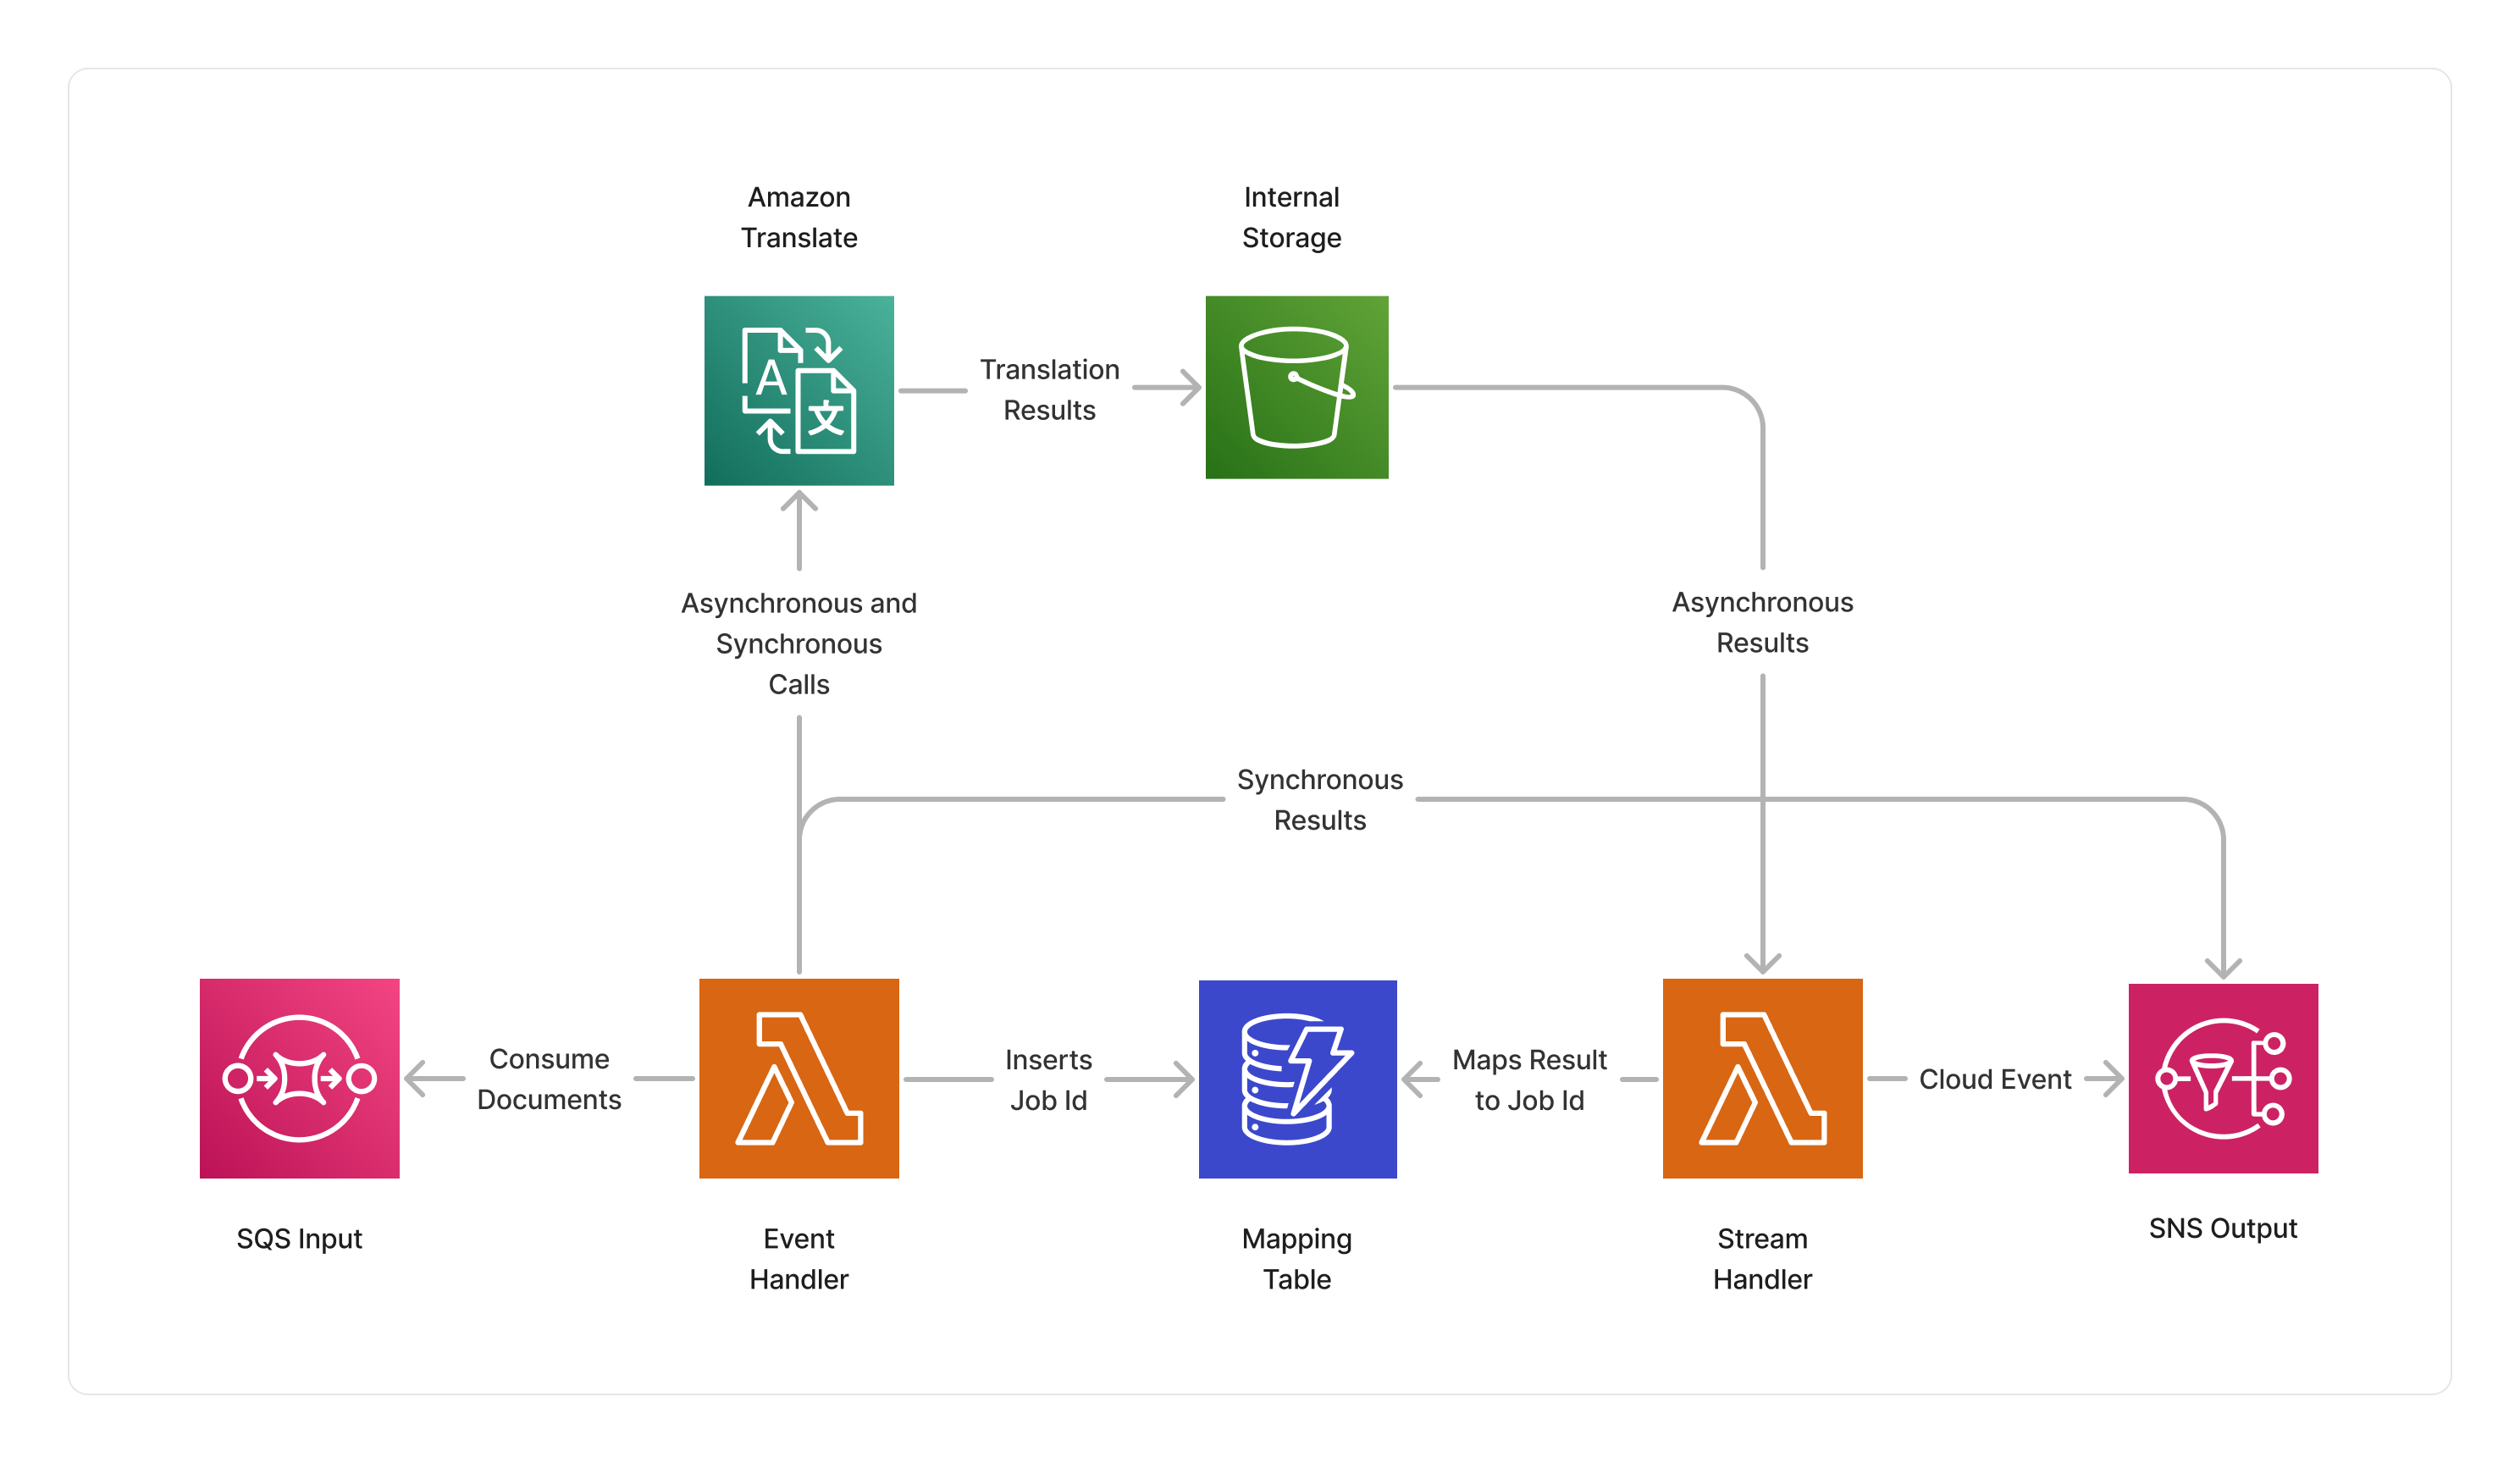 Amazon
Translate
Internal
Storage
A
文
Translation
Results
Asynchronous and
Synchronous
Calls
Asynchronous
Results
Synchronous
Results
Consume
Documents
Inserts
Job Id
Maps Result
to Job Id
Cloud Event
SQS Input
Event
Handler
Mapping
Table
Stream
Handler
SNS Output